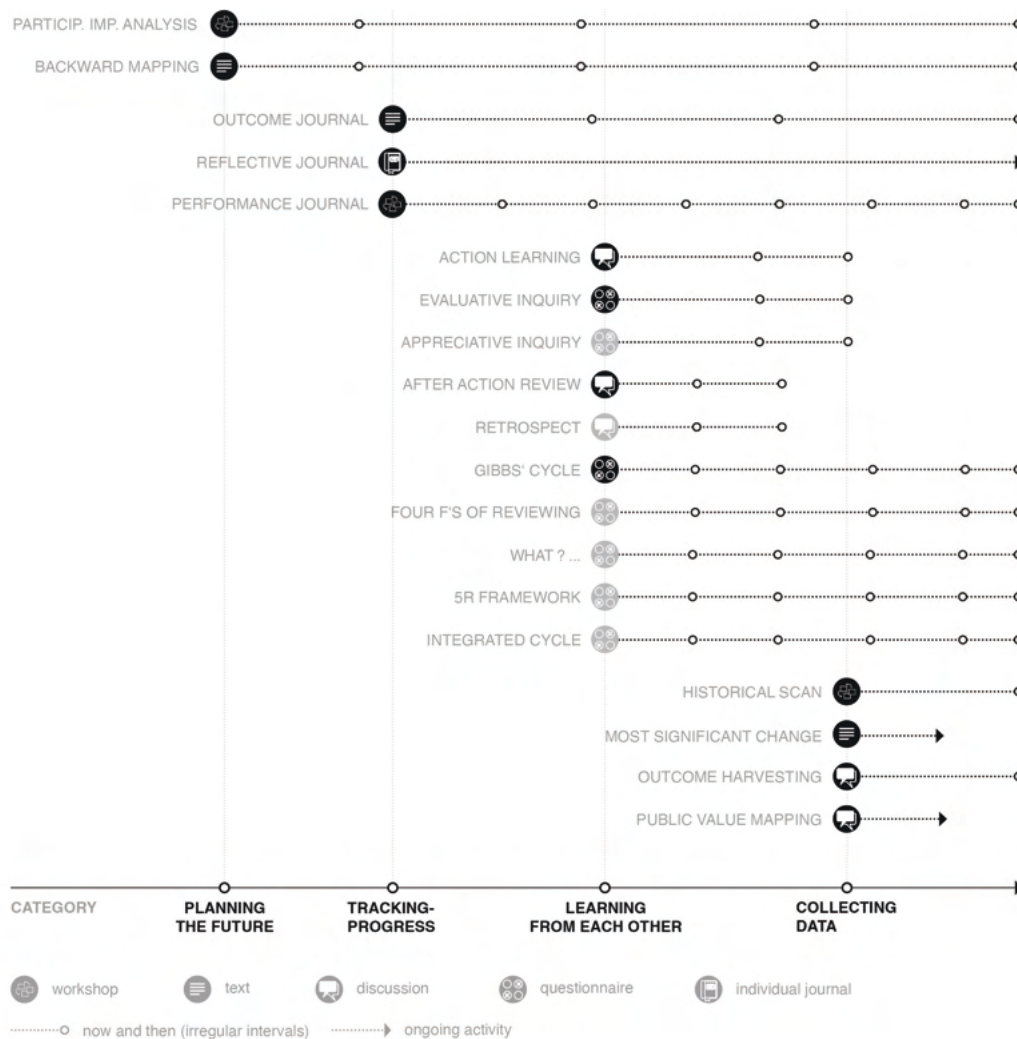 PARTICIP. IMP. ANALYSIS
BACKWARD MAPPING
OUTCOME JOURNAL
REFLECTIVE JOURNAL
PERFORMANCE JOURNAL
ACTION LEARNING
EVALUATIVE INQUIRY
APPRECIATIVE INQUIRY
AFTER ACTION REVIEW
RETROSPECT
GIBBS' CYCLE
FOUR F'S OF REVIEWING
WHAT ? ...
5R FRAMEWORK
INTEGRATED CYCLE
HISTORICAL SCAN
MOST SIGNIFICANT CHANGE
OUTCOME HARVESTING
PUBLIC VALUE MAPPING
CATEGORY
PLANNING
THE FUTURE
TRACKING-
PROGRESS
LEARNING
FROM EACH OTHER
COLLECTING
DATA
workshop
text
discussion
questionnaire
individual journal
now and then (irregular intervals)
ongoing activity